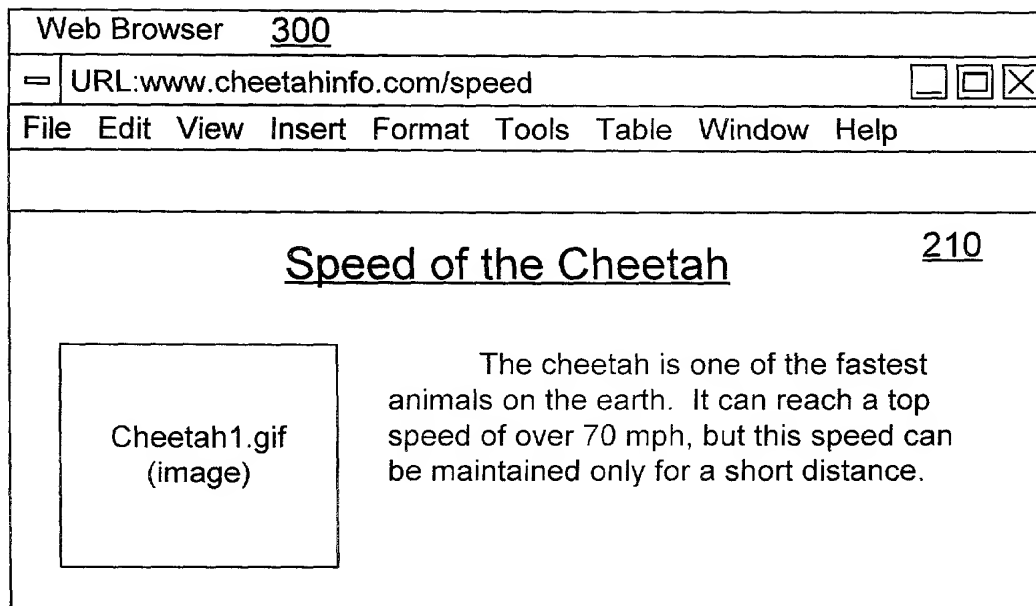 Web Browser 300
URL:www.cheetahinfo.com/speed
File Edit View Insert Format Tools Table Window Help
210
Speed of the Cheetah
Cheetah1.gif
(image)
The cheetah is one of the fastest
animals on the earth. It can reach a top
speed of over 70 mph, but this speed can
be maintained only for a short distance.